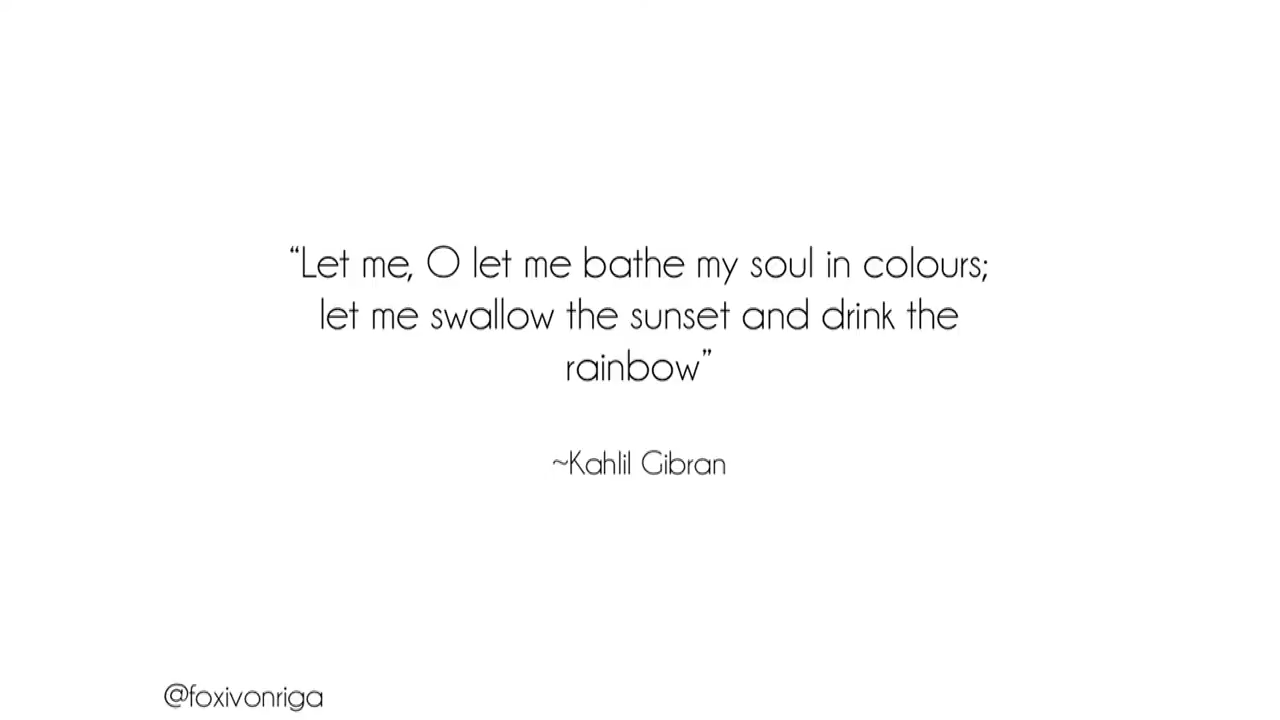 “Let me, O let me bathe my soul in colours;
let me swallow the sunset and drink the
rainbow”
~Kahlil Gibran
@foxivonriga